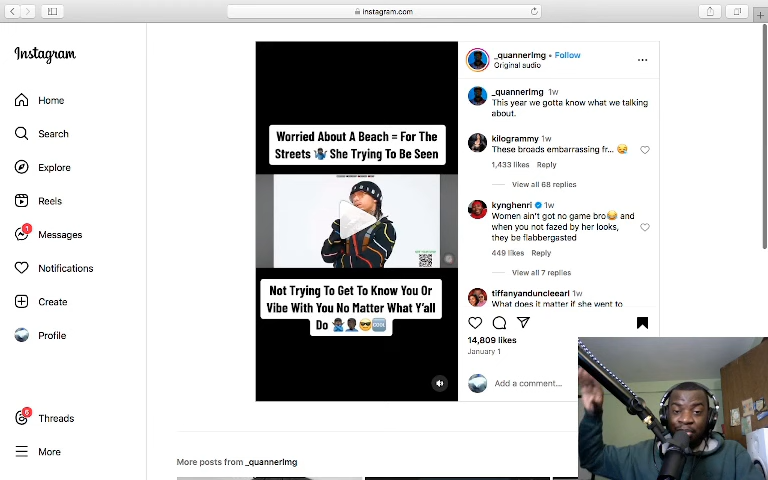 instagram.com
Instagram
Home
Search
Explore
Reels
1
Messages
Notifications
Create
Profile
6
Threads
More
Worried About A Beach = For The
Streets 🤷🏿‍♂️ She Trying To Be Seen
Not Trying To Get To Know You Or
Vibe With You No Matter What Y'all
Do 🤷🏿‍♂️🤦🏿‍♂️😎🆒
_quannerlmg • Follow
Original audio
_quannerlmg 1w
This year we gotta know what we talking
about.
kilogrammy 1w
These broads embarrassing fr... 😪
1,433 likes Reply
View all 68 replies
kynghenri 1w
Women ain't got no game bro😂 and
when you not fazed by her looks,
they be flabbergasted
449 likes Reply
View all 7 replies
tiffanyanduncleearl 1w
What does it matter if she went to
14,809 likes
January 1
Add a comment...
More posts from _quannerlmg